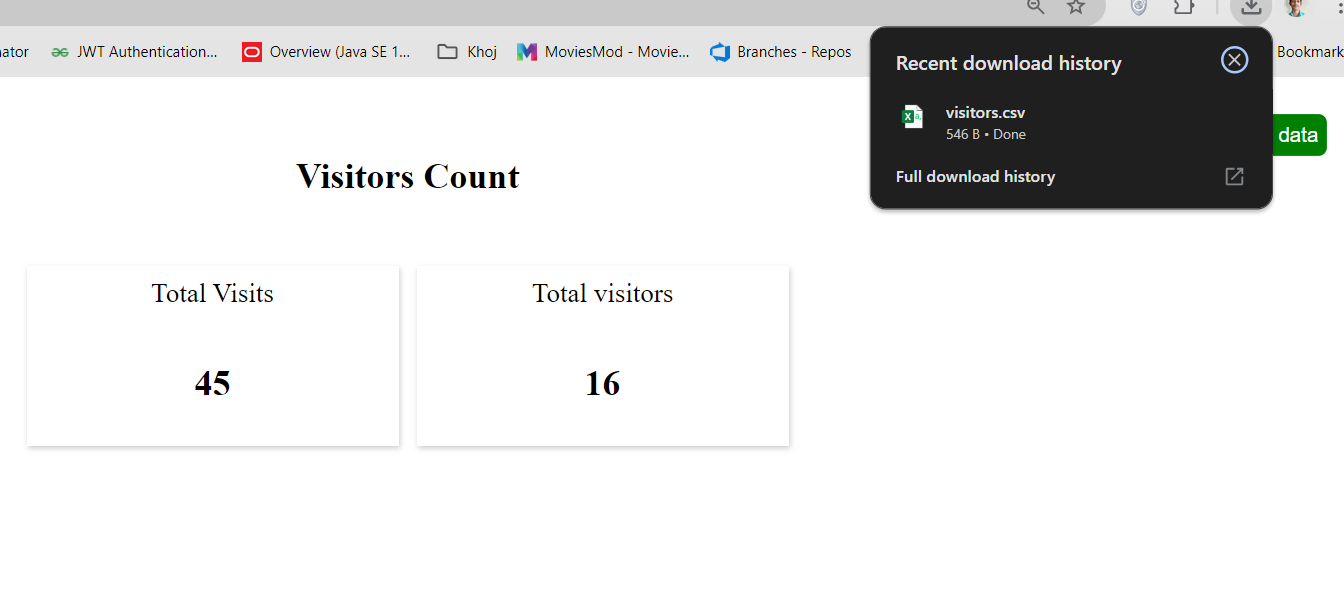 ator JWT Authentication... Overview (Java SE 1... Khoj MoviesMod - Movie... Branches - Repos Bookmark
Recent download history
visitors.csv
546 B • Done
Full download history
data
Visitors Count
Total Visits
45
Total visitors
16